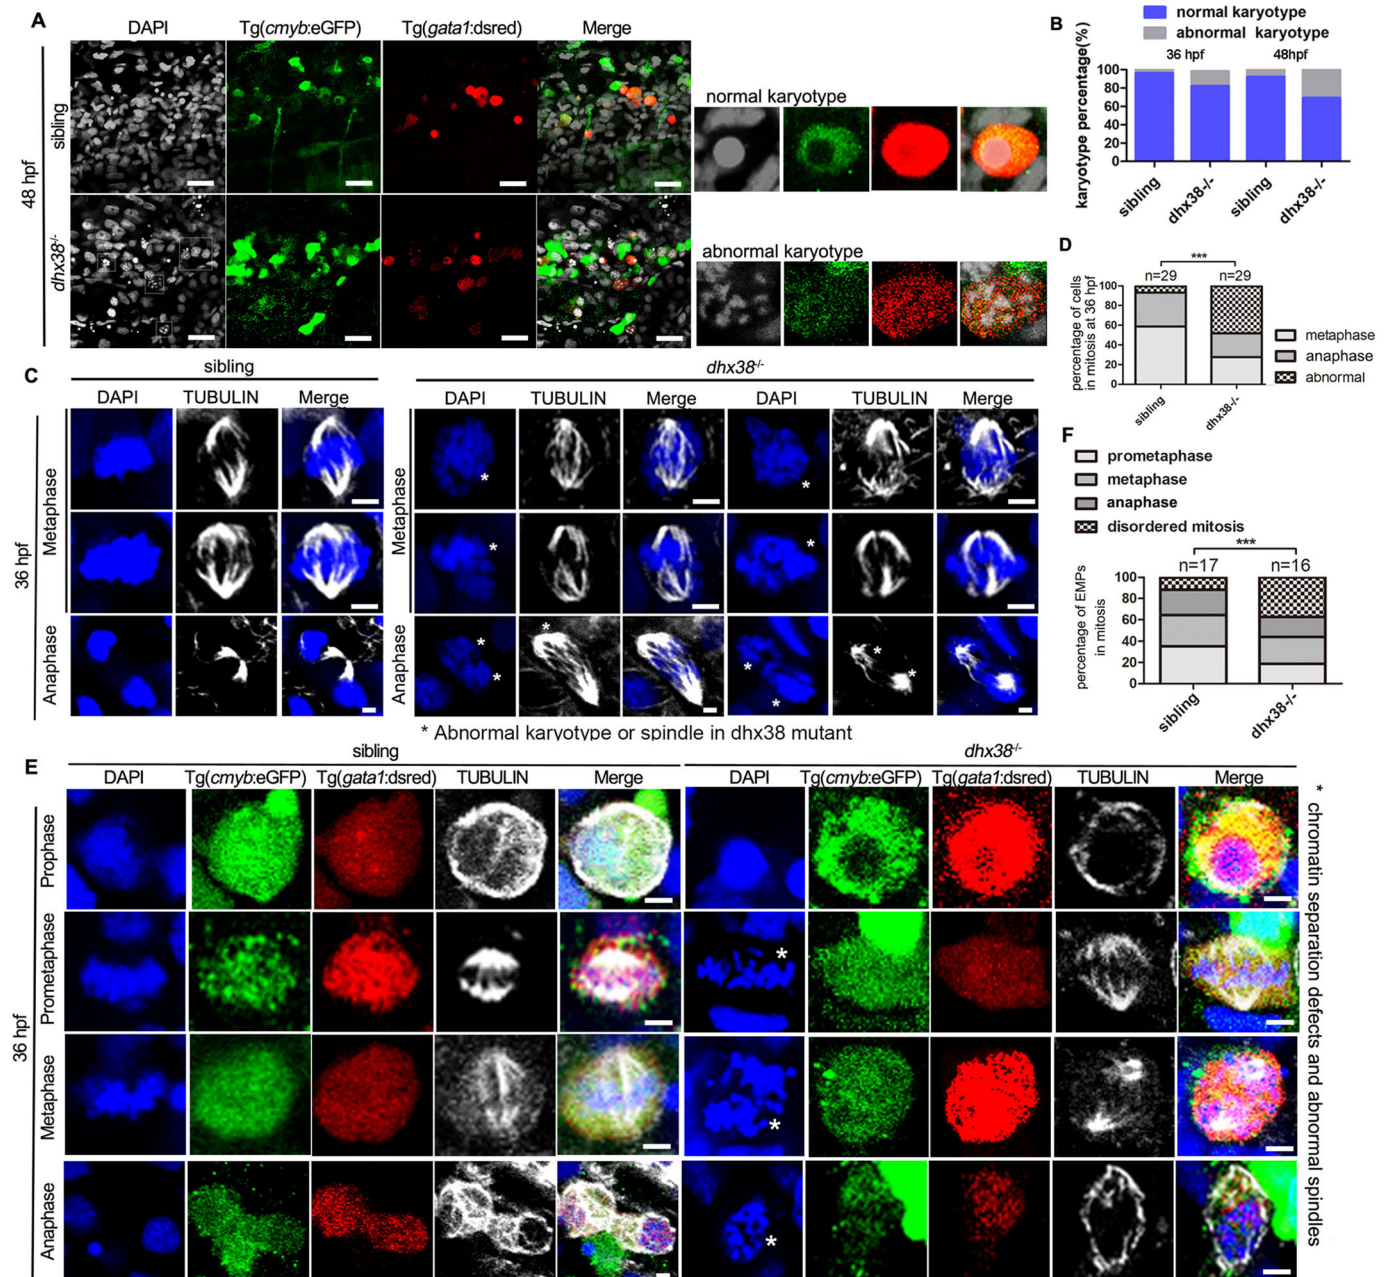 A
DAPI
Tg(cmyb:eGFP)
Tg(gata1:dsred)
Merge
48 hpf
sibling
dhx38-/-
normal karyotype
abnormal karyotype
B
normal karyotype
abnormal karyotype
36 hpf
48hpf
karyotype percentage(%)
100
80
60
40
20
0
sibling
dhx38-/-
sibling
dhx38-/-
D
***
n=29
n=29
percentage of cells
in mitosis at 36 hpf
100
80
60
40
20
0
sibling
dhx38-/-
metaphase
anaphase
abnormal
C
sibling
dhx38-/-
DAPI
TUBULIN
Merge
DAPI
TUBULIN
Merge
DAPI
TUBULIN
Merge
36 hpf
Metaphase
Anaphase
Metaphase
Anaphase
* Abnormal karyotype or spindle in dhx38 mutant
F
prometaphase
metaphase
anaphase
disordered mitosis
***
n=17
n=16
percentage of EMPs
in mitosis
100
80
60
40
20
0
sibling
dhx38-/-
E
sibling
dhx38-/-
DAPI
Tg(cmyb:eGFP)
Tg(gata1:dsred)
TUBULIN
Merge
DAPI
Tg(cmyb:eGFP)
Tg(gata1:dsred)
TUBULIN
Merge
36 hpf
Prophase
Prometaphase
Metaphase
Anaphase
* chromatin separation defects and abnormal spindles